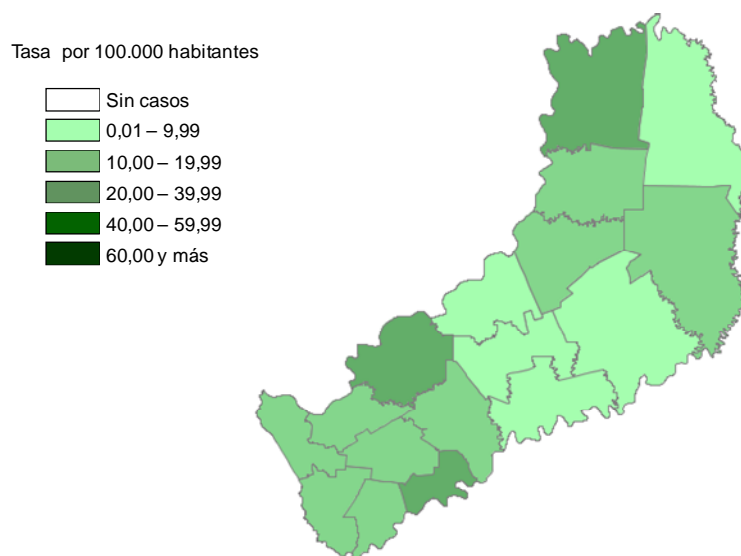 Tasa por 100.000 habitantes
Sin casos
0,01 – 9,99
10,00 – 19,99
20,00 – 39,99
40,00 – 59,99
60,00 y más